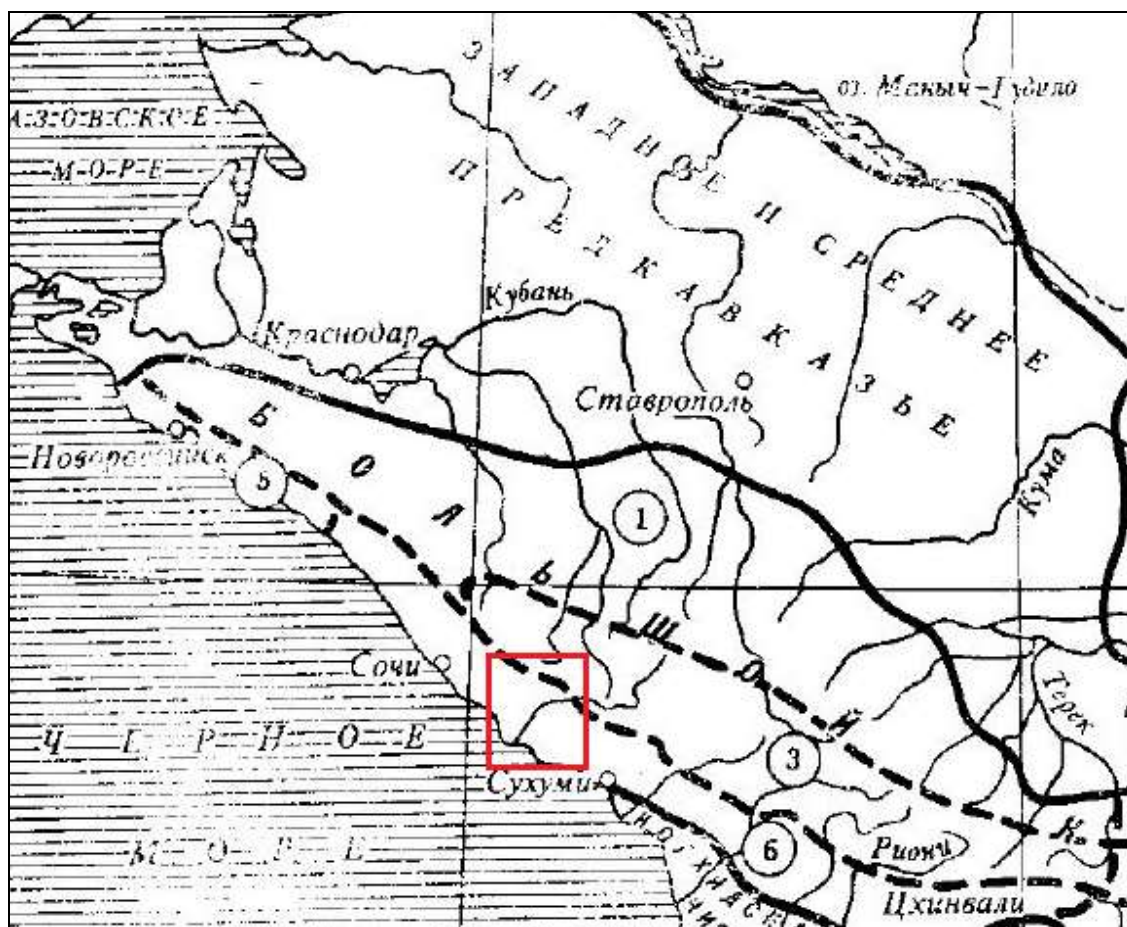 ЗАПАДНОЕ И СРЕДНЕЕ
ПРЕДКАВКАЗЬЕ
оз. Маныч-Гудило
АЗОВСКОЕ
МОРЕ
Кубань
Краснодар
Ставрополь
Новороссийск
5
1
Кума
БОЛЬШОЙ К.
Сочи
Терек
ЧЕРНОЕ
3
Сухуми
МОРЕ
6
Риони
Цхинвали